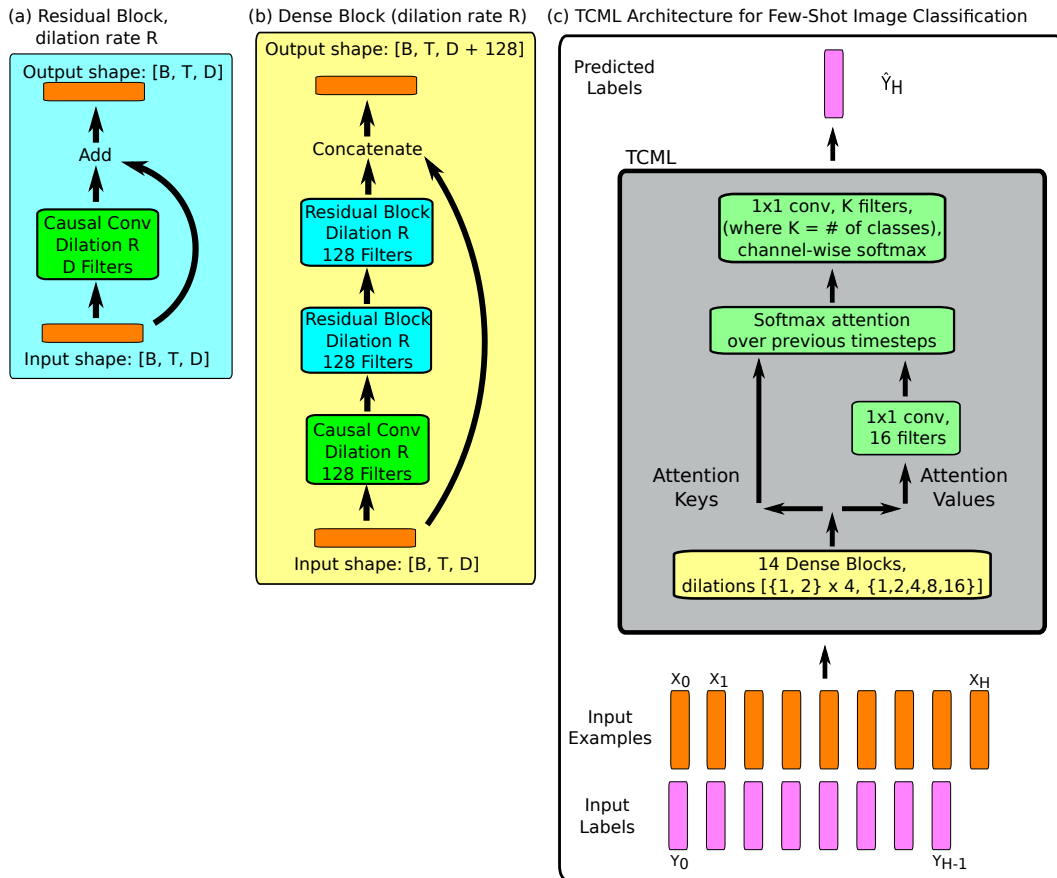 (a) Residual Block,
dilation rate R
Output shape: [B, T, D]
Add
Causal Conv
Dilation R
D Filters
Input shape: [B, T, D]
(b) Dense Block (dilation rate R)
Output shape: [B, T, D + 128]
Concatenate
Residual Block
Dilation R
128 Filters
Residual Block
Dilation R
128 Filters
Causal Conv
Dilation R
128 Filters
Input shape: [B, T, D]
(c) TCML Architecture for Few-Shot Image Classification
Predicted
Labels
Ŷ_H
TCML
1x1 conv, K filters,
(where K = # of classes),
channel-wise softmax
Softmax attention
over previous timesteps
1x1 conv,
16 filters
Attention
Keys
Attention
Values
14 Dense Blocks,
dilations [{1, 2} x 4, {1,2,4,8,16}]
X_0 X_1 X_H
Input
Examples
Input
Labels
Y_0 Y_H-1